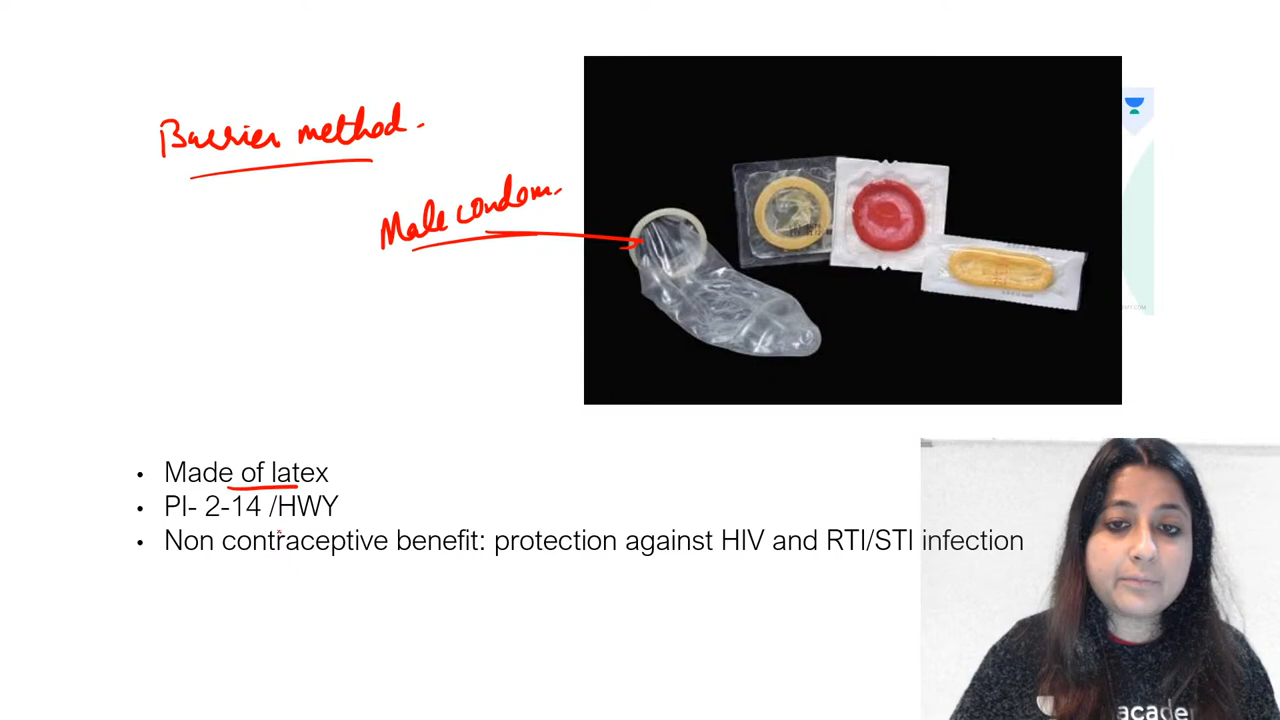 Barrier method.
Male condom.
• Made of latex
• PI- 2-14 /HWY
• Non contraceptive benefit: protection against HIV and RTI/STI infection
acade